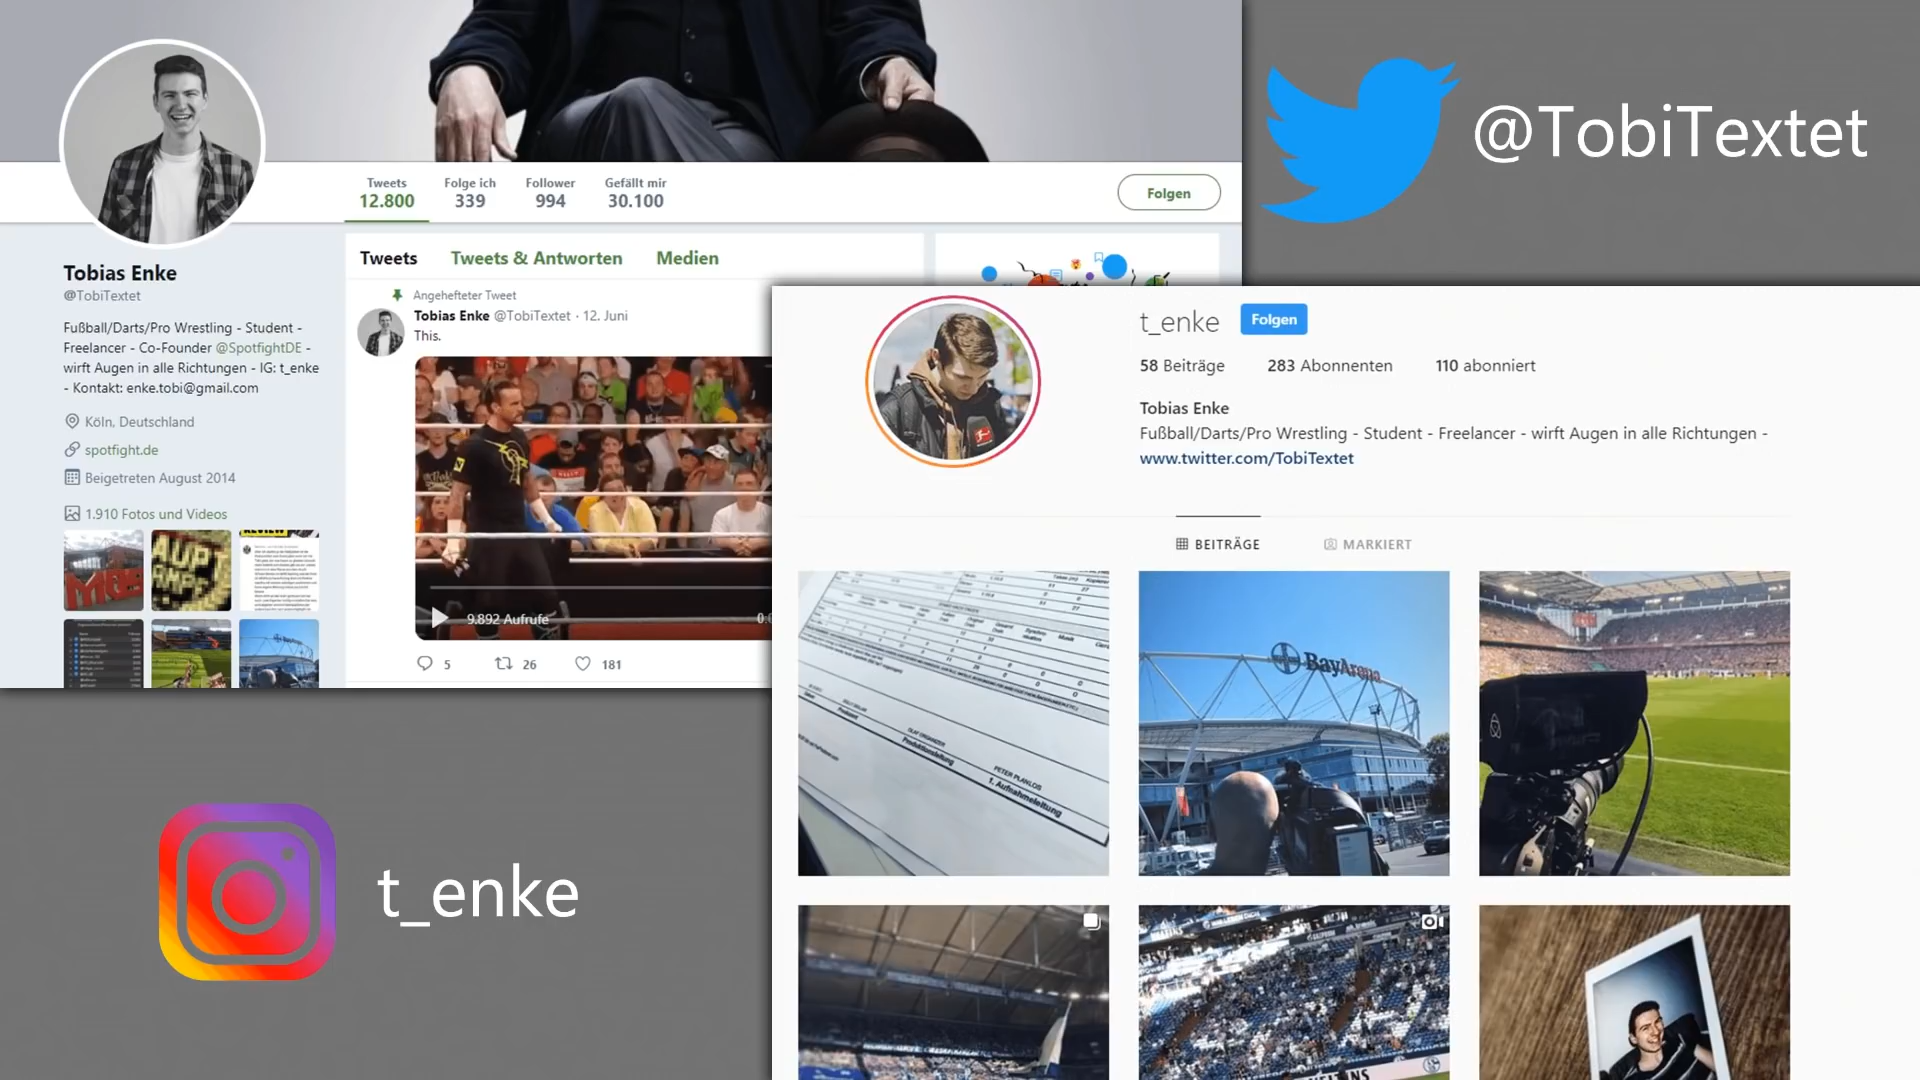 @TobiTextet
Tweets
12.800
Folge ich
339
Follower
994
Gefällt mir
30.100
Folgen
Tobias Enke
@TobiTextet
Fußball/Darts/Pro Wrestling - Student -
Freelancer - Co-Founder @SpotfightDE -
wirft Augen in alle Richtungen - IG: t_enke
- Kontakt: enke.tobi@gmail.com
Köln, Deutschland
spotfight.de
Beigetreten August 2014
1.910 Fotos und Videos
Tweets Tweets & Antworten Medien
Angehefteter Tweet
Tobias Enke @TobiTextet · 12. Juni
This.
9.892 Aufrufe
5 26 181
t_enke Folgen
58 Beiträge 283 Abonnenten 110 abonniert
Tobias Enke
Fußball/Darts/Pro Wrestling - Student - Freelancer - wirft Augen in alle Richtungen -
www.twitter.com/TobiTextet
BEITRÄGE MARKIERT
Produktionsleitung
PETER PLANLOS
1. Aufnahmeleitung
BayArena
t_enke